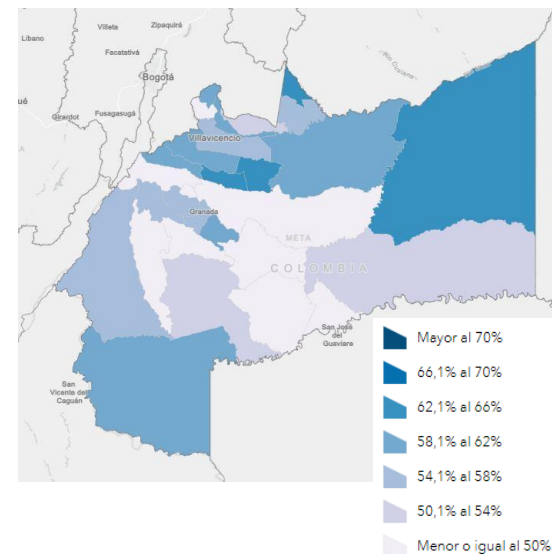 Villeta
Zipaquirá
Líbano
Facatativá
Bogotá
Girardot
Fusagasugá
Villavicencio
Granada
META
COLOMBIA
San José
del
Guaviare
San
Vicente del
Caguán
Mayor al 70%
66,1% al 70%
62,1% al 66%
58,1% al 62%
54,1% al 58%
50,1% al 54%
Menor o igual al 50%